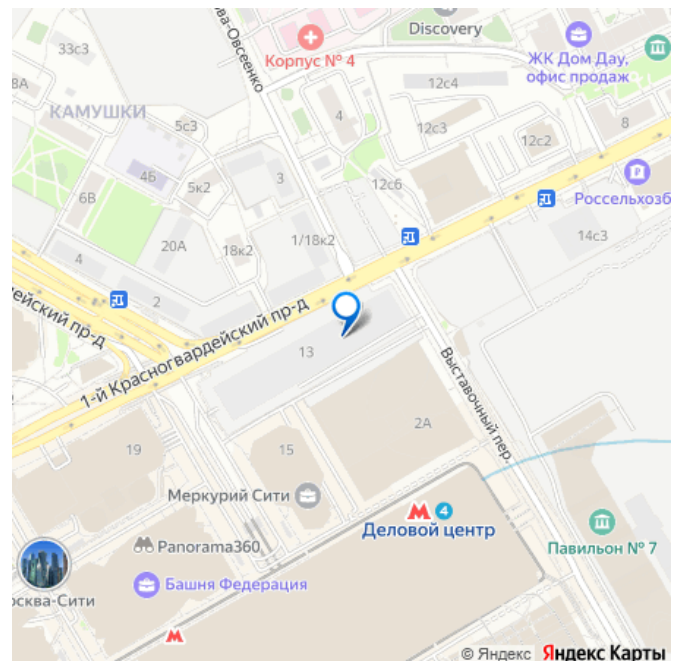 33с3
ова-Овсеенко
Корпус № 4
Discovery
ЖК Дом Дау,
офис продаж
8А
КАМУШКИ
5с3
4
12с4
12с3
12с2
8
4Б
5к2
3
12с6
Россельхозб
6В
20А
18к2
1/18к2
14с3
4
2
ейский пр-д
1-й Красногвардейский пр-д
13
Выставочный пер.
19
15
2А
Меркурий Сити
4
Деловой центр
Panorama360
Павильон № 7
Башня Федерация
осква-Сити
© Яндекс Яндекс Карты